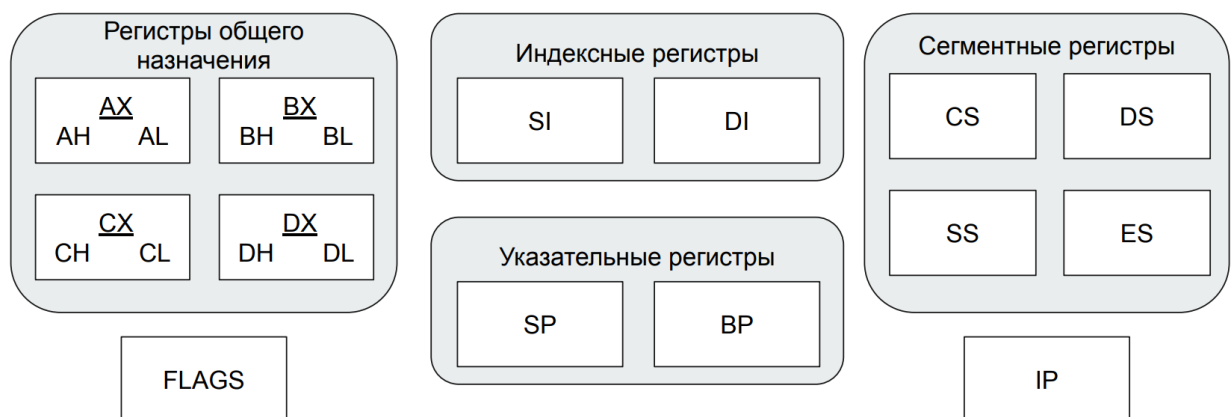 Регистры общего
назначения
AX
AH AL
BX
BH BL
CX
CH CL
DX
DH DL
FLAGS
Индексные регистры
SI
DI
Указательные регистры
SP
BP
Сегментные регистры
CS
DS
SS
ES
IP